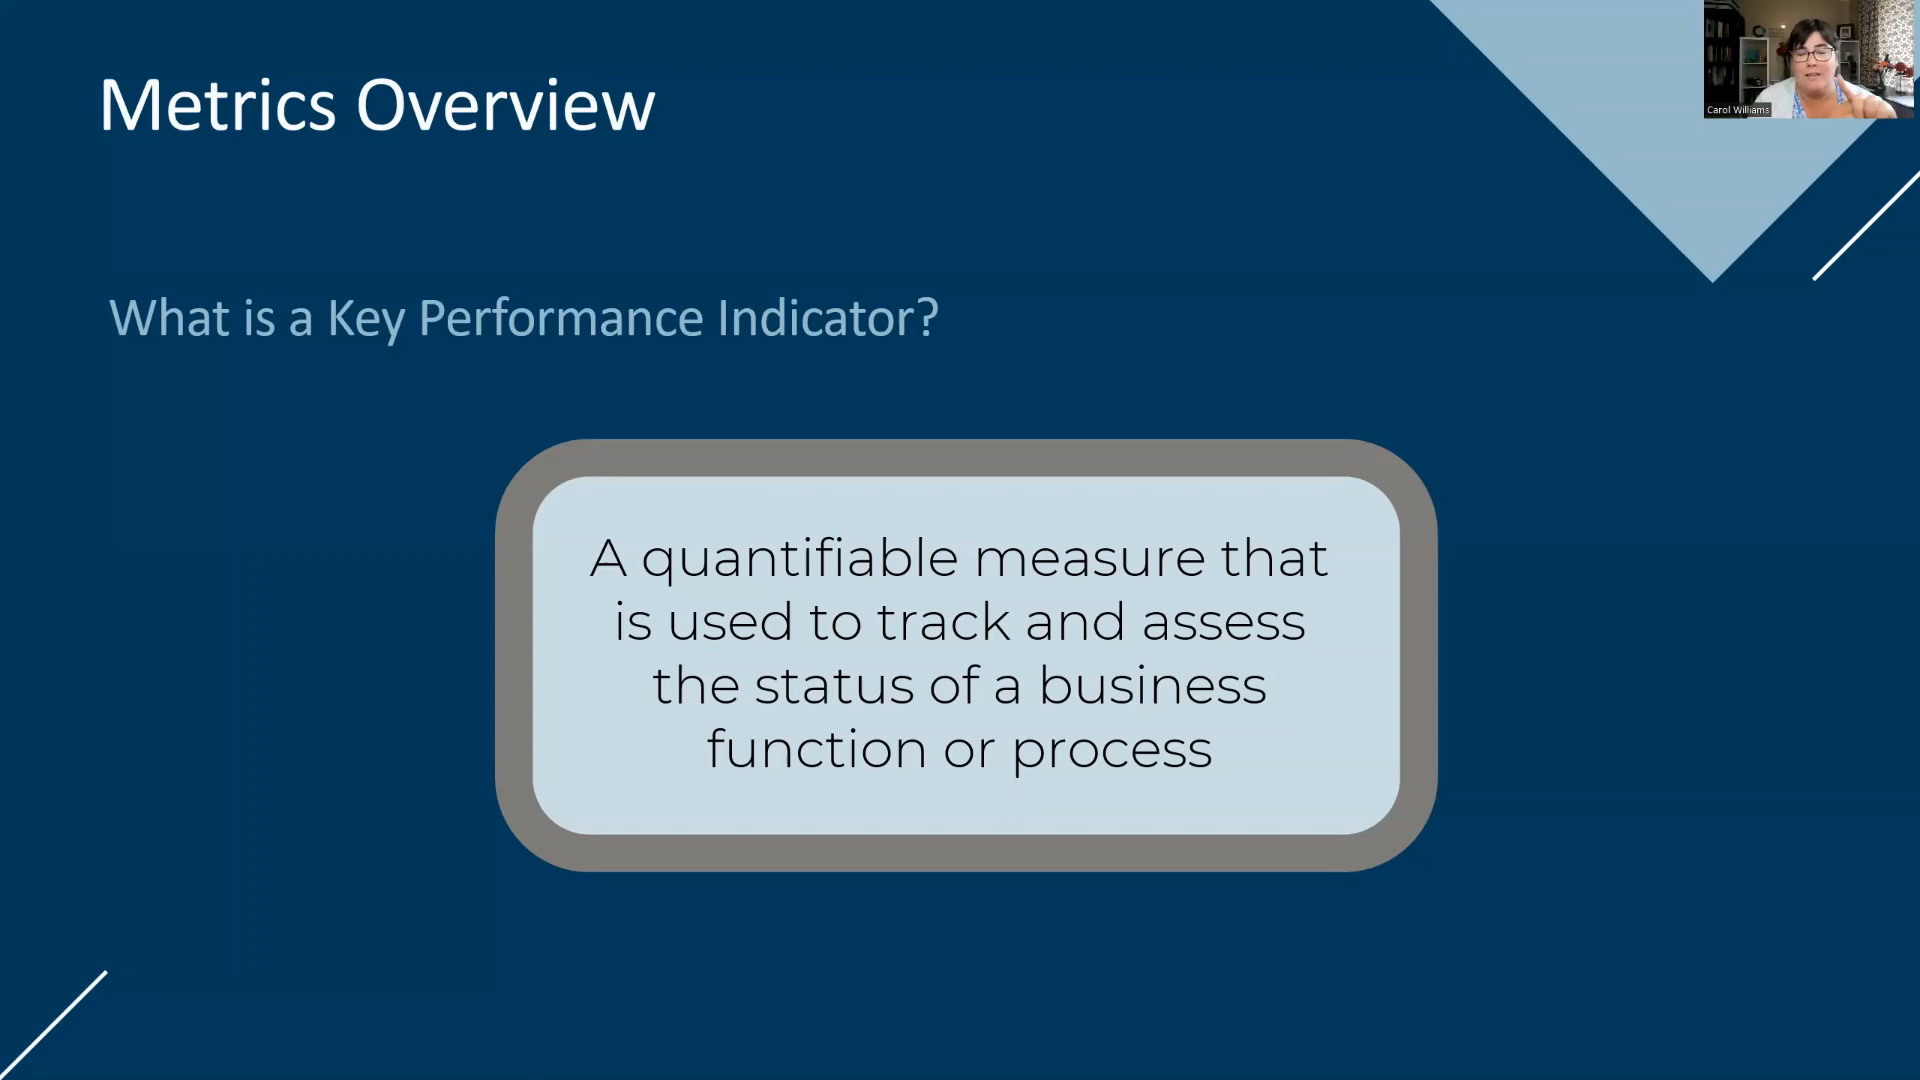 Metrics Overview
Carol Williams
What is a Key Performance Indicator?
A quantifiable measure that
is used to track and assess
the status of a business
function or process